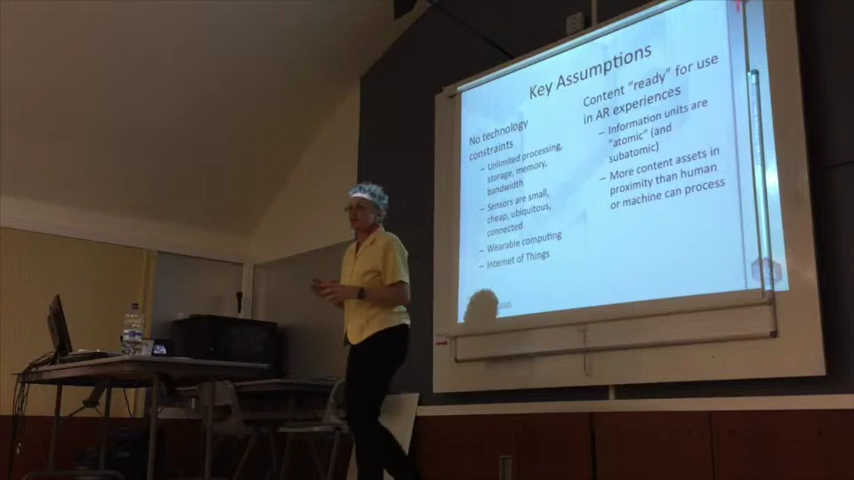 Key Assumptions
No technology
constraints
– Unlimited processing,
storage, memory,
bandwidth
– Sensors are small,
cheap, ubiquitous,
connected
– Wearable computing
– Internet of Things
Content “ready” for use
in AR experiences
– Information units are
“atomic” (and
subatomic)
– More content assets in
proximity than human
or machine can process